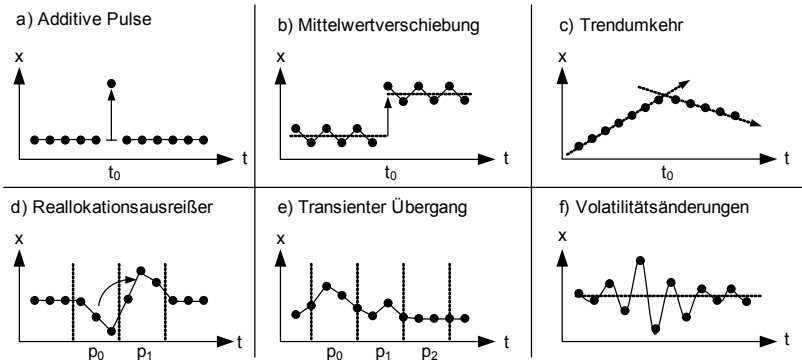 a) Additive Pulse
x
t
t0
b) Mittelwertverschiebung
x
t
t0
c) Trendumkehr
x
t
t0
d) Reallokationsausreißer
x
t
p0 p1
e) Transienter Übergang
x
t
p0 p1 p2
f) Volatilitätsänderungen
x
t